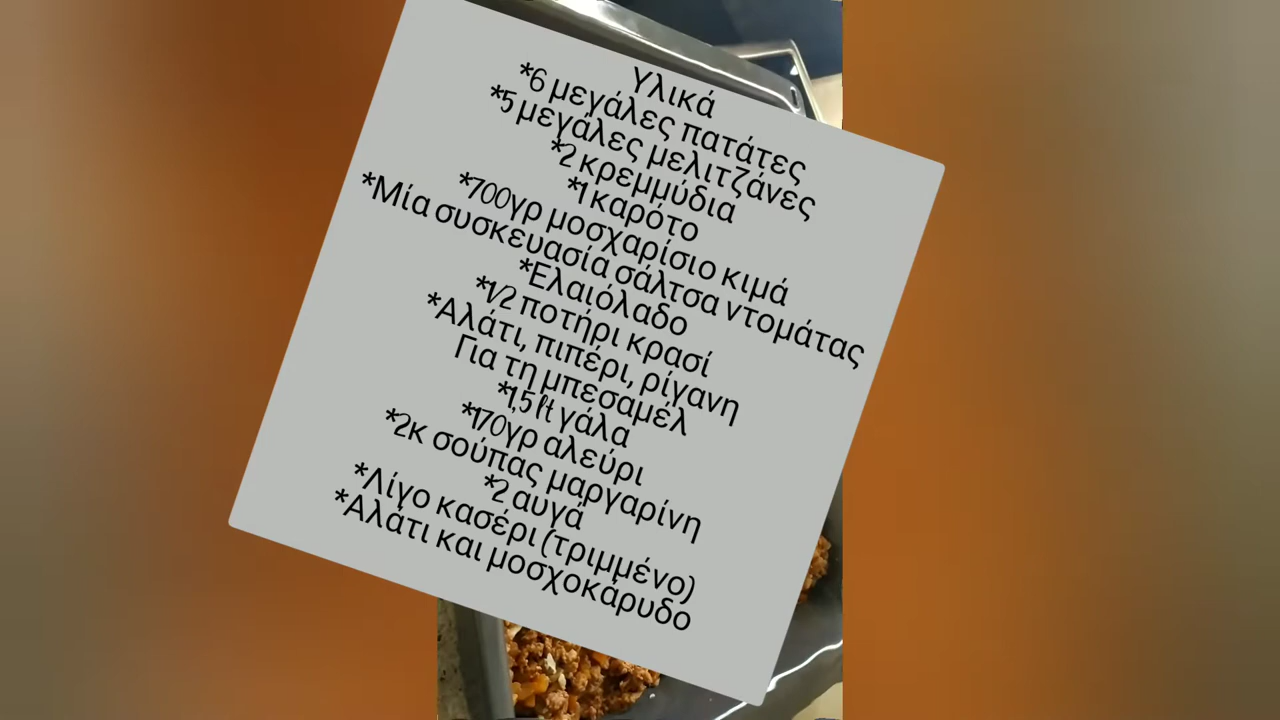 Υλικά
*6 μεγάλες πατάτες
*5 μεγάλες μελιτζάνες
*2 κρεμμύδια
*1 καρότο
*700γρ μοσχαρίσιο κιμά
*Μία συσκευασία σάλτσα ντομάτας
*Ελαιόλαδο
*1/2 ποτήρι κρασί
*Αλάτι, πιπέρι, ρίγανη
Για τη μπεσαμέλ
*1,5 lt γάλα
*170γρ αλεύρι
*2κ σούπας μαργαρίνη
*2 αυγά
*Λίγο κασέρι (τριμμένο)
*Αλάτι και μοσχοκάρυδο